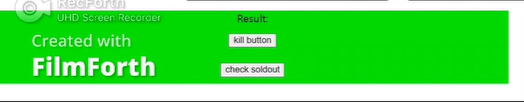 RecForth
UHD Screen Recorder
Result:
Created with
kill button
FilmForth
check soldout